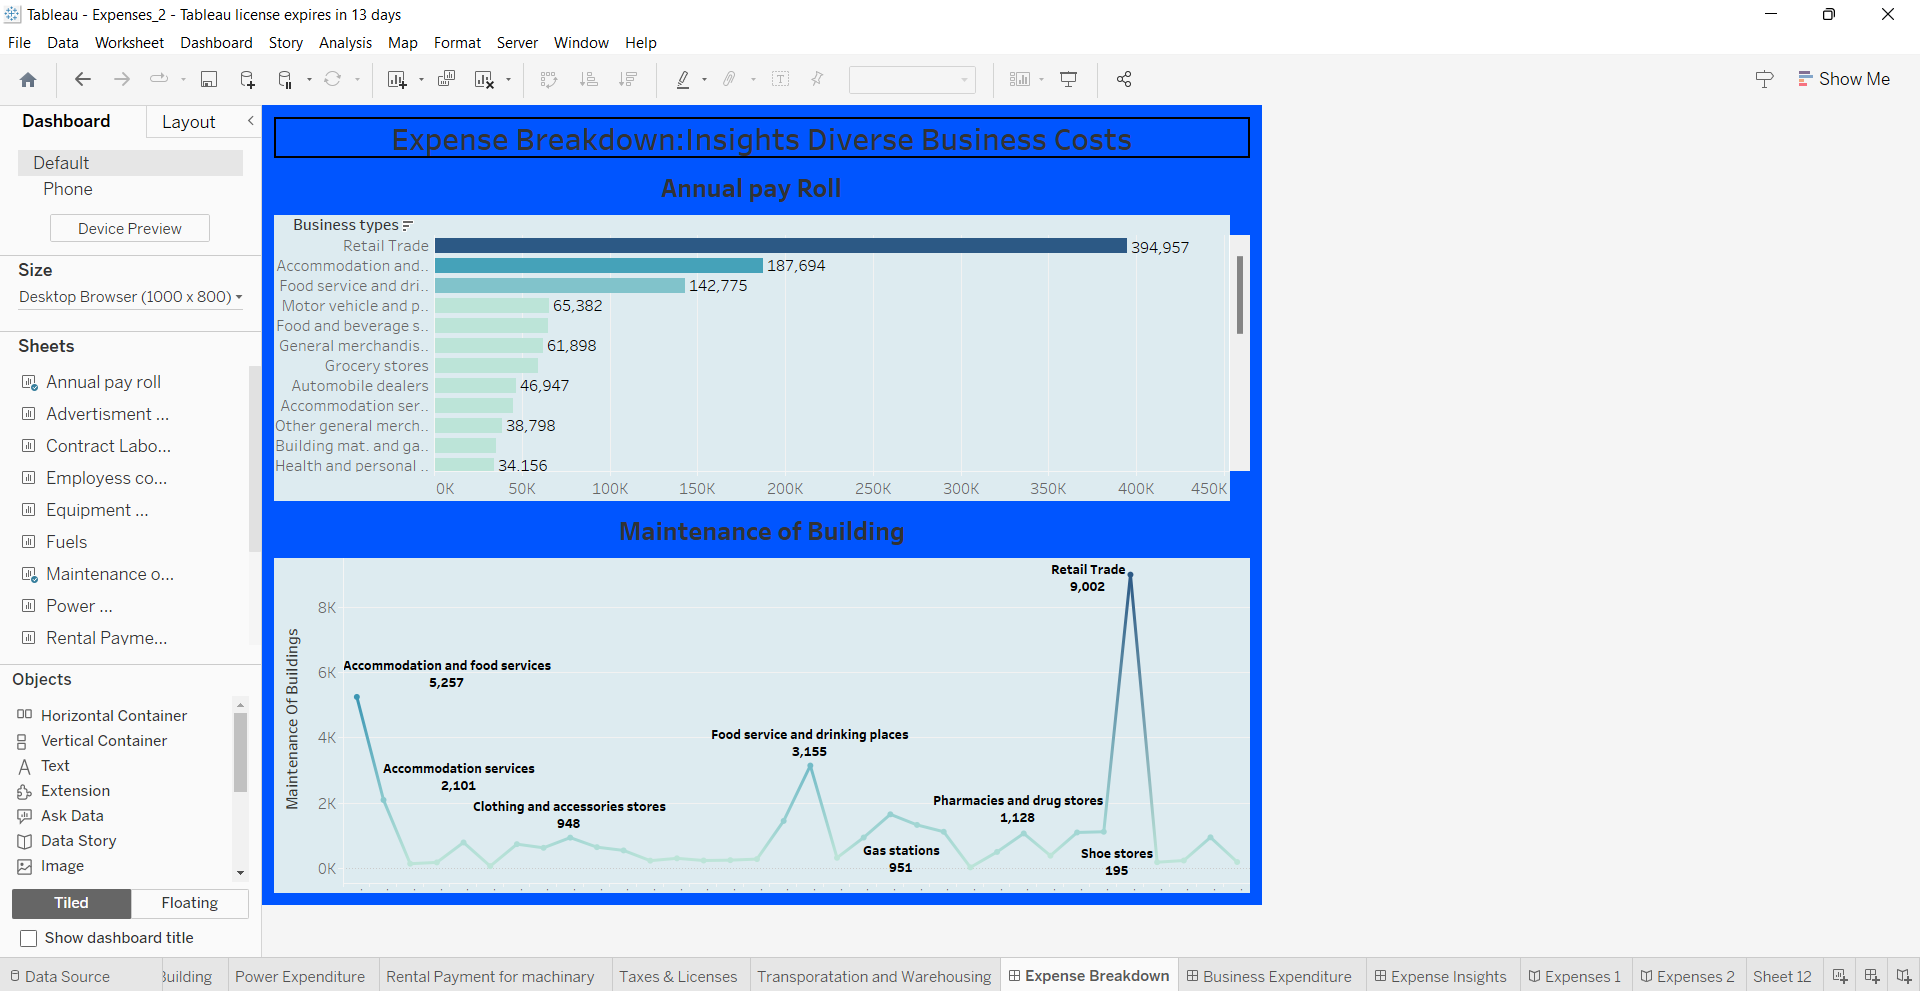 Tableau - Expenses_2 - Tableau license expires in 13 days
File Data Worksheet Dashboard Story Analysis Map Format Server Window Help
Show Me
Dashboard Layout
Default
Phone
Device Preview
Size
Desktop Browser (1000 x 800)
Sheets
Annual pay roll
Advertisment ...
Contract Labo...
Employess co...
Equipment ...
Fuels
Maintenance o...
Power ...
Rental Payme...
Objects
Horizontal Container
Vertical Container
Text
Extension
Ask Data
Data Story
Image
Tiled Floating
Show dashboard title
Expense Breakdown:Insights Diverse Business Costs
Annual pay Roll
Business types
Retail Trade 394,957
Accommodation and.. 187,694
Food service and dri.. 142,775
Motor vehicle and p.. 65,382
Food and beverage s..
General merchandis.. 61,898
Grocery stores
Automobile dealers 46,947
Accommodation ser..
Other general merch.. 38,798
Building mat. and ga..
Health and personal .. 34,156
0K 50K 100K 150K 200K 250K 300K 350K 400K 450K
Maintenance of Building
Maintenance Of Buildings
8K
6K
4K
2K
0K
Retail Trade
9,002
Accommodation and food services
5,257
Food service and drinking places
3,155
Accommodation services
2,101
Clothing and accessories stores
948
Pharmacies and drug stores
1,128
Gas stations
951
Shoe stores
195
Data Source Building Power Expenditure Rental Payment for machinary Taxes & Licenses Transporatation and Warehousing Expense Breakdown Business Expenditure Expense Insights Expenses 1 Expenses 2 Sheet 12